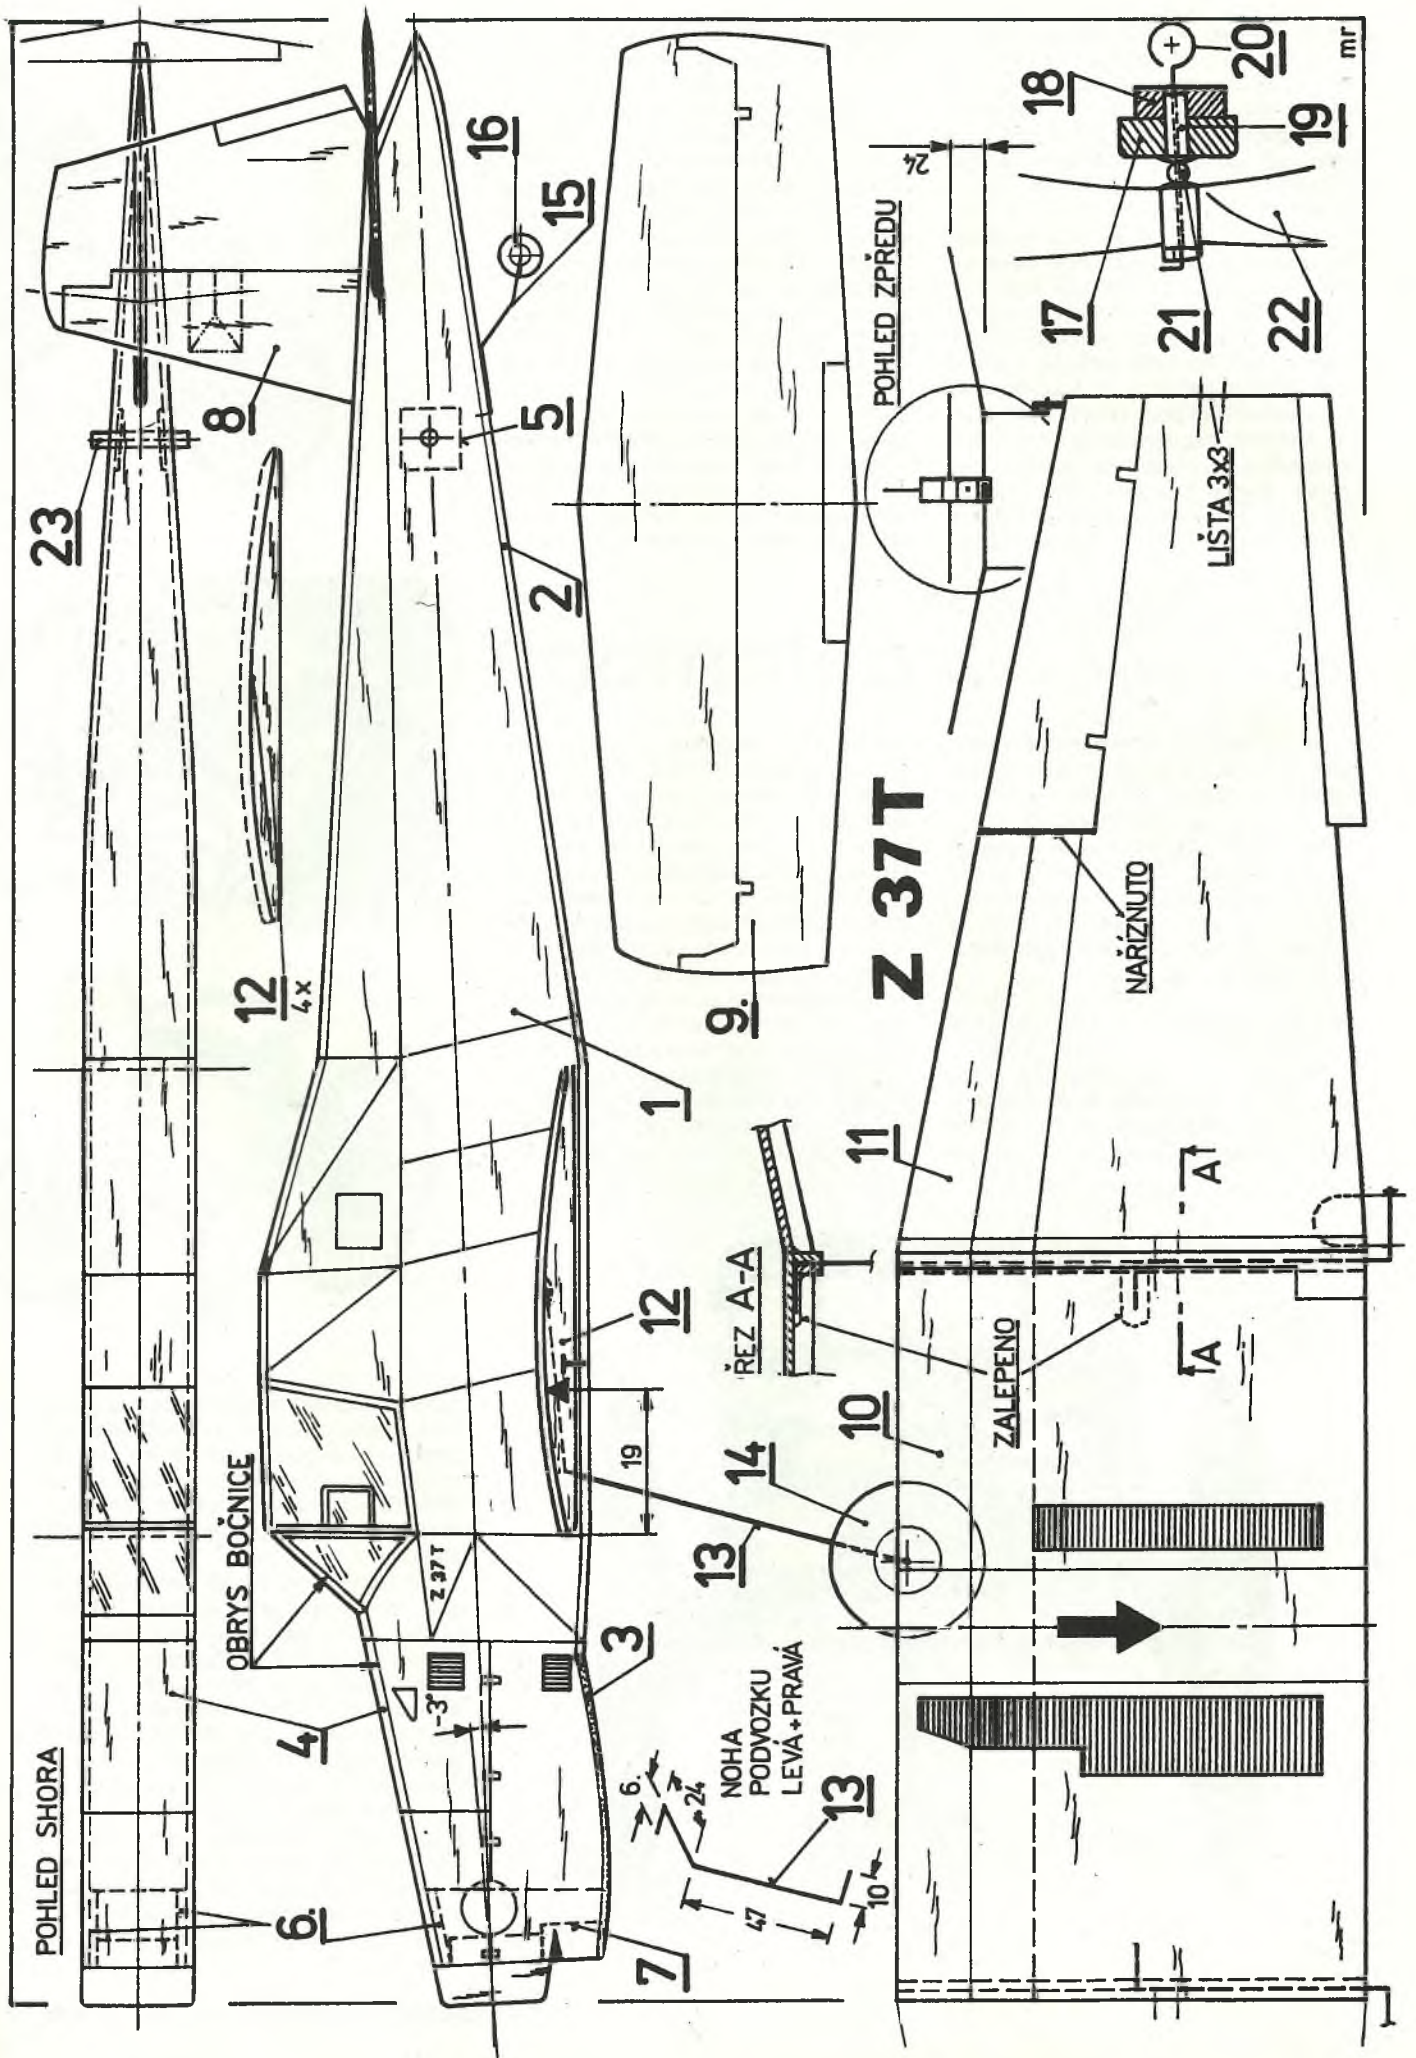 POHLED SHORA
23
8
12
4x
16
15
5
2
OBRYS BOČNICE
4
6.
-3°
Z 37 T
1
12
19
3
13
14
7
6.
24
NOHA
PODVOZKU
LEVÁ+PRAVÁ
47
10
13
9.
Z 37T
POHLED ZPŘEDU
24
ŘEZ A-A
11
10
ZALEPENO
NAŘÍZNUTO
LIŠTA 3x3
A
A
17
18
19
20
21
22
mr